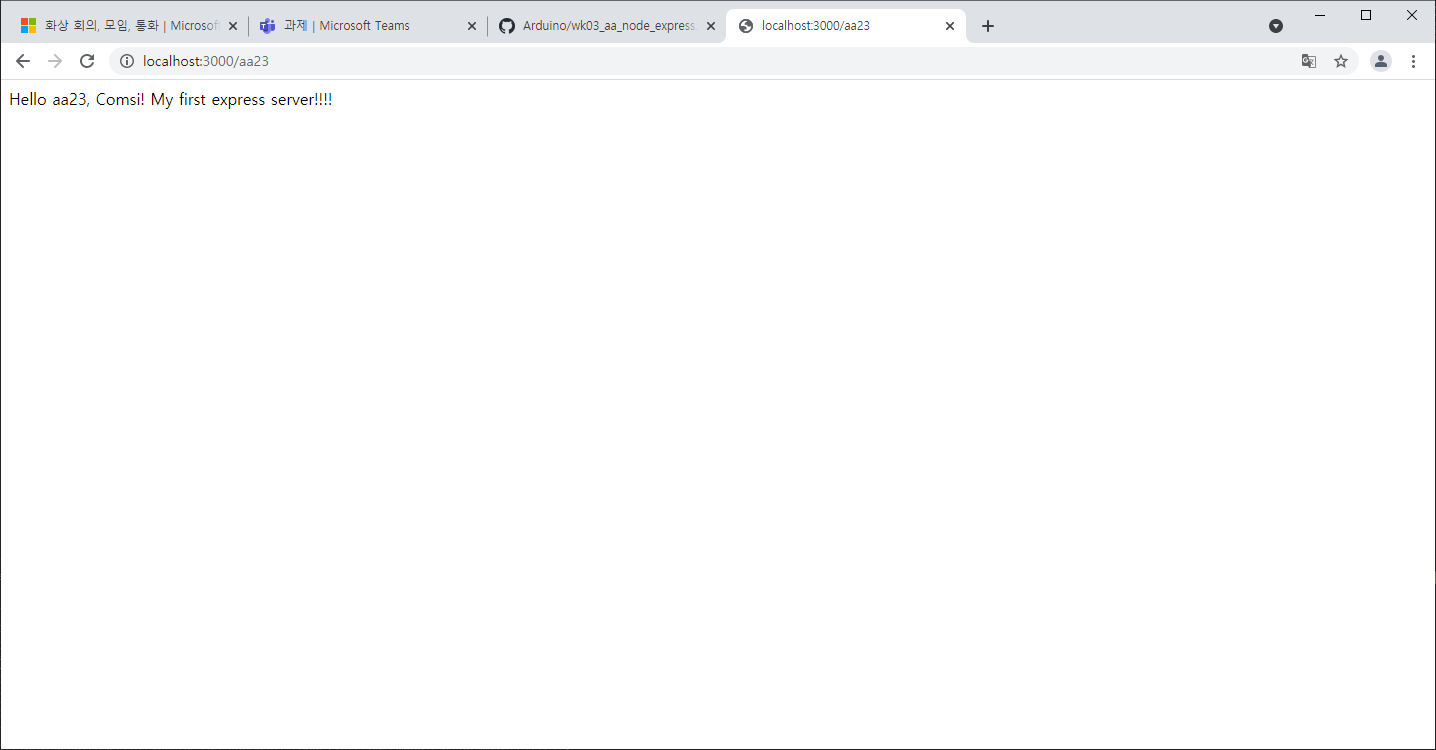 화상 회의, 모임, 통화 | Microsoft
과제 | Microsoft Teams
Arduino/wk03_aa_node_express.
localhost:3000/aa23
localhost:3000/aa23
Hello aa23, Comsi! My first express server!!!!